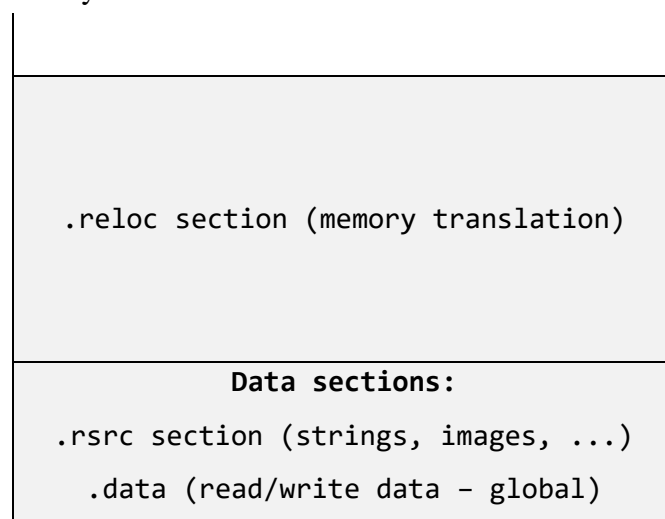 .reloc section (memory translation)
Data sections:
.rsrc section (strings, images, ...)
.data (read/write data – global)